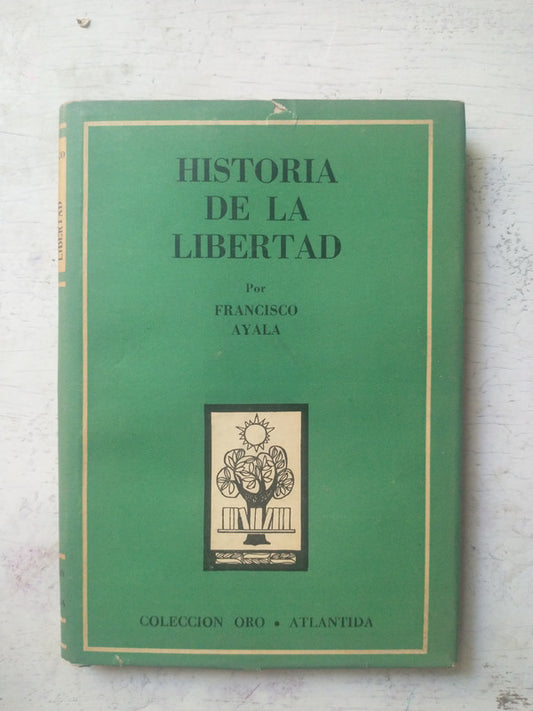 HISTORIA
DE LA
LIBERTAD
Por
FRANCISCO
AYALA
COLECCION ORO • ATLANTIDA
LIBERTAD